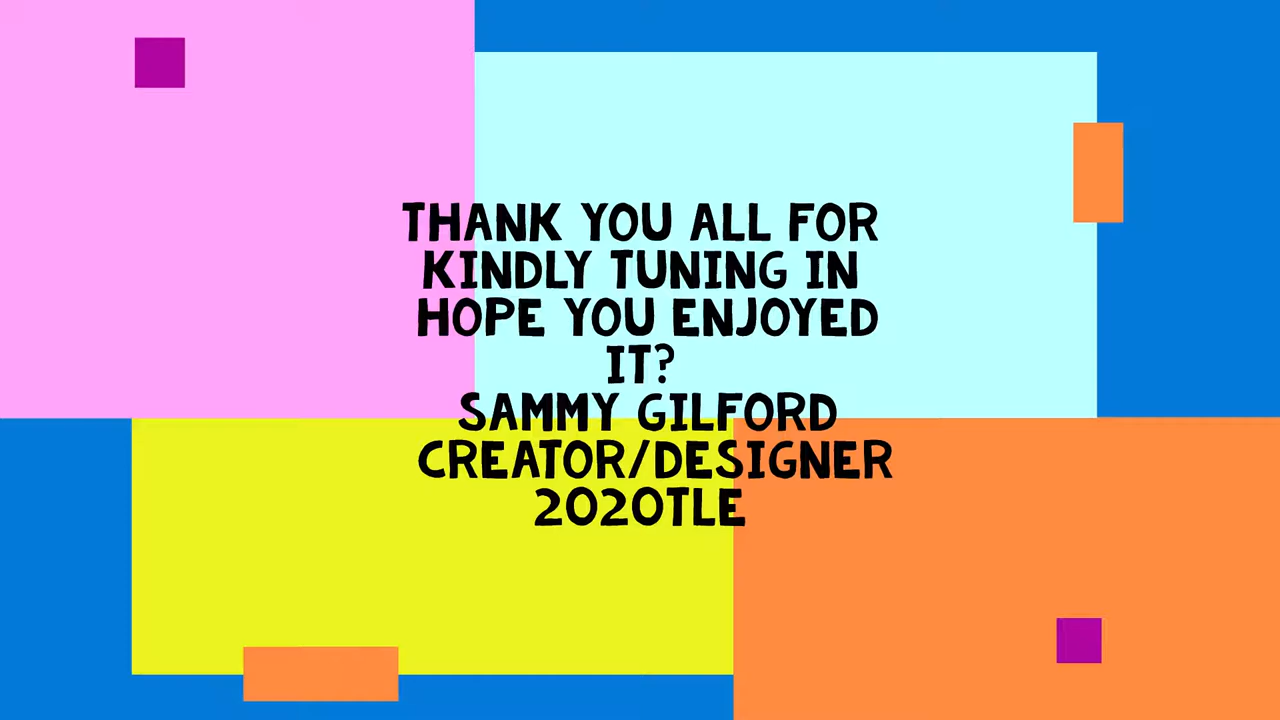 THANK YOU ALL FOR
KINDLY TUNING IN
HOPE YOU ENJOYED
IT?
SAMMY GILFORD
CREATOR/DESIGNER
2020TLE